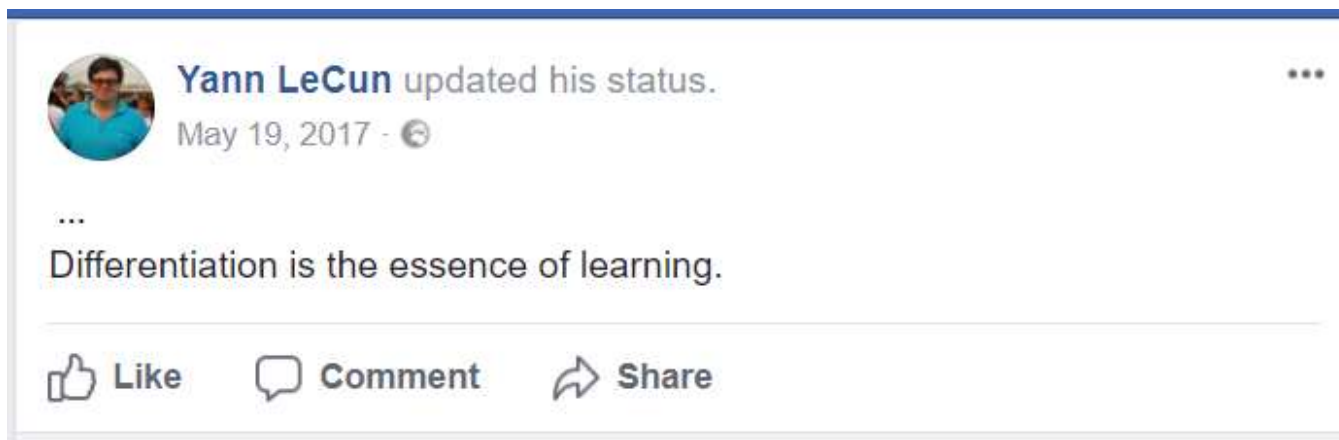 Yann LeCun updated his status.
May 19, 2017 ·
...
Differentiation is the essence of learning.
Like Comment Share